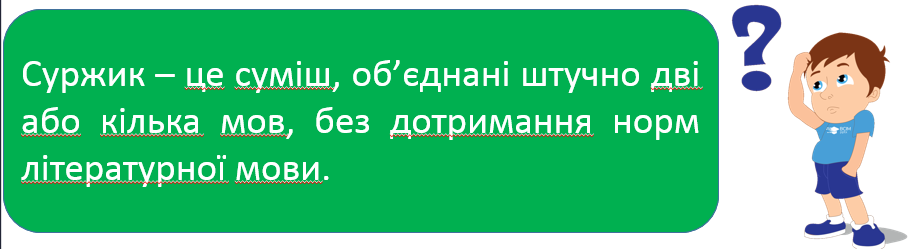 Суржик – це суміш, об’єднані штучно дві
або кілька мов, без дотримання норм
літературної мови.
?